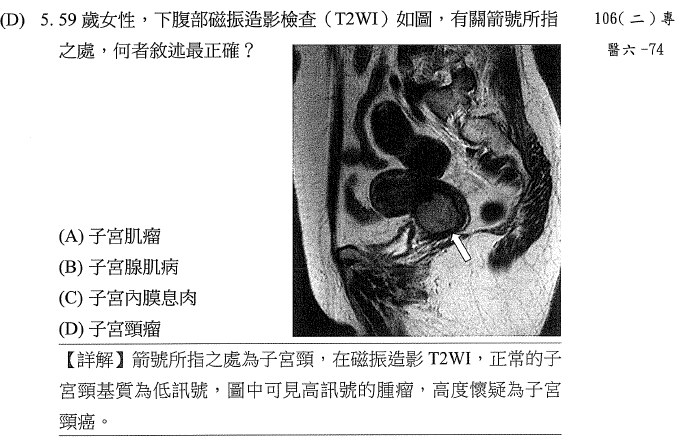 (D) 5. 59 歲女性，下腹部磁振造影檢查（T2WI）如圖，有關箭號所指 106(二)專
之處，何者敘述最正確？ 醫六-74
(A) 子宮肌瘤
(B) 子宮腺肌病
(C) 子宮內膜息肉
(D) 子宮頸瘤
【詳解】箭號所指之處為子宮頸，在磁振造影 T2WI，正常的子
宮頸基質為低訊號，圖中可見高訊號的腫瘤，高度懷疑為子宮
頸癌。